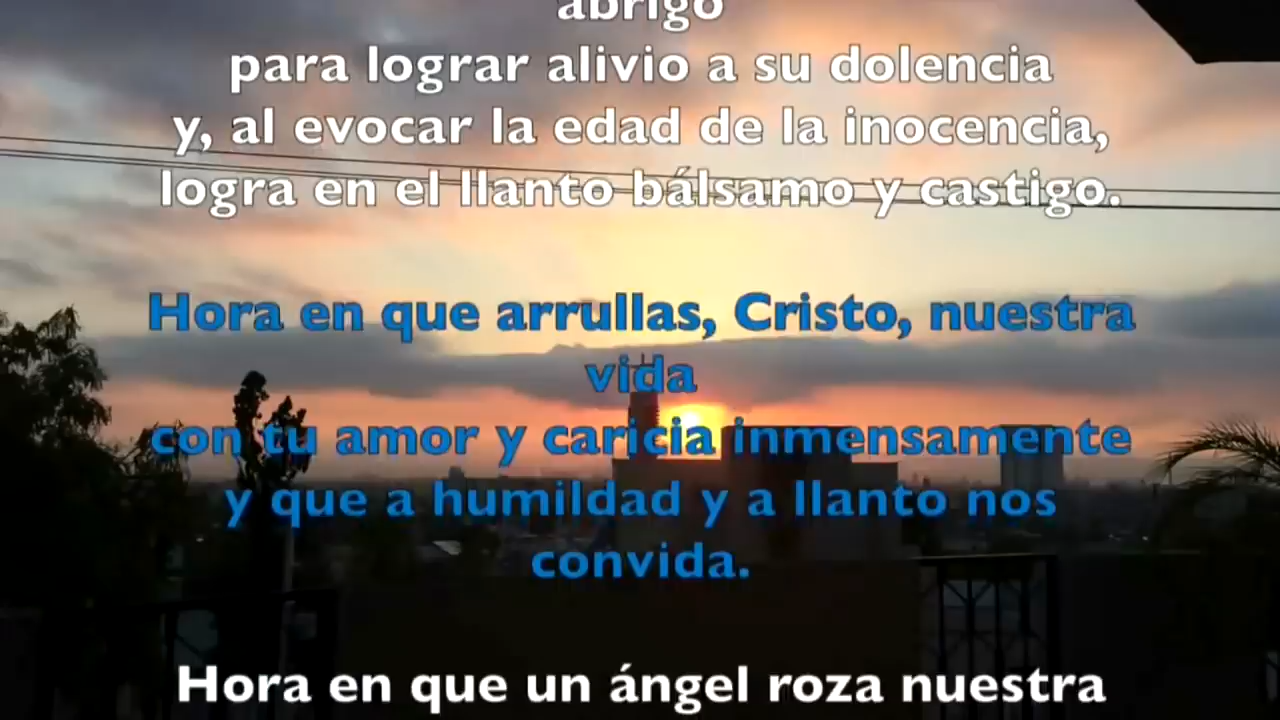 abrigo
para lograr alivio a su dolencia
y, al evocar la edad de la inocencia,
logra en el llanto bálsamo y castigo.
Hora en que arrullas, Cristo, nuestra
vida
con tu amor y caricia inmensamente
y que a humildad y a llanto nos
convida.
Hora en que un ángel roza nuestra